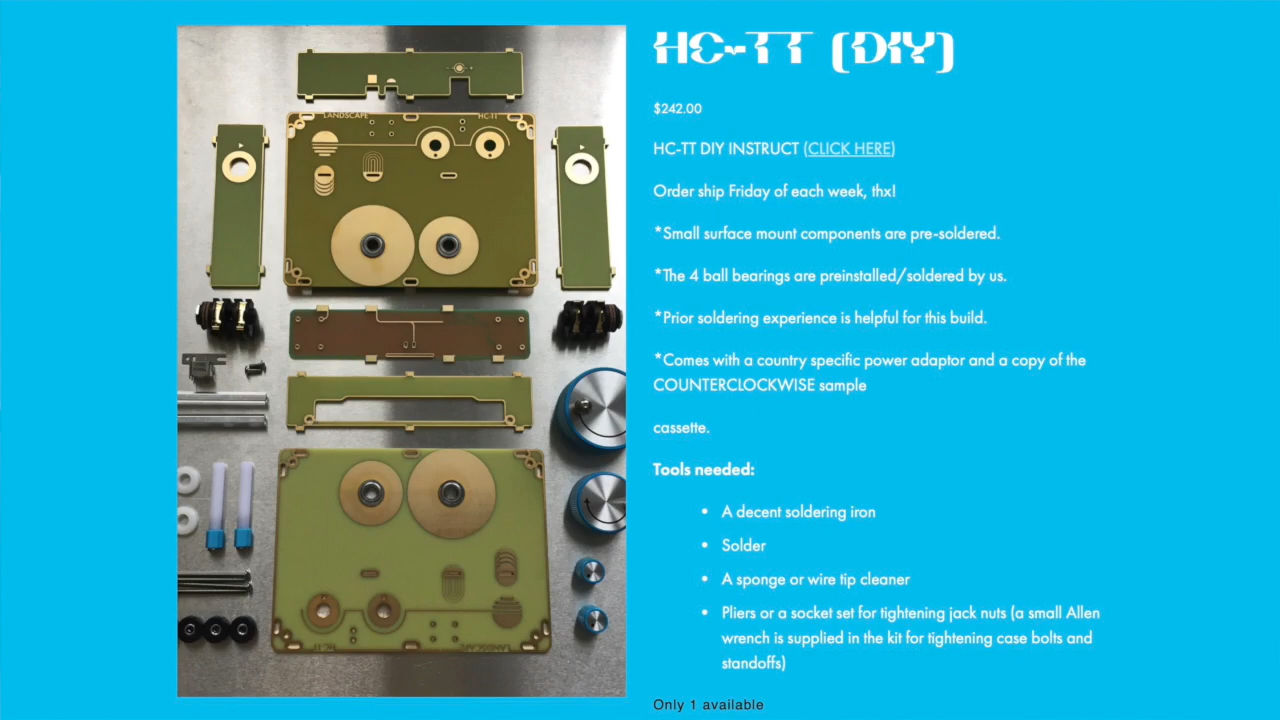 HC-TT (DIY)
$242.00
HC-TT DIY INSTRUCT (CLICK HERE)
Order ship Friday of each week, thx!
*Small surface mount components are pre-soldered.
*The 4 ball bearings are preinstalled/soldered by us.
*Prior soldering experience is helpful for this build.
*Comes with a country specific power adaptor and a copy of the
COUNTERCLOCKWISE sample
cassette.
Tools needed:
• A decent soldering iron
• Solder
• A sponge or wire tip cleaner
• Pliers or a socket set for tightening jack nuts (a small Allen
wrench is supplied in the kit for tightening case bolts and
standoffs)
Only 1 available
LANDSCAPE
HC-TT
HC-TT
LANDSCAPE